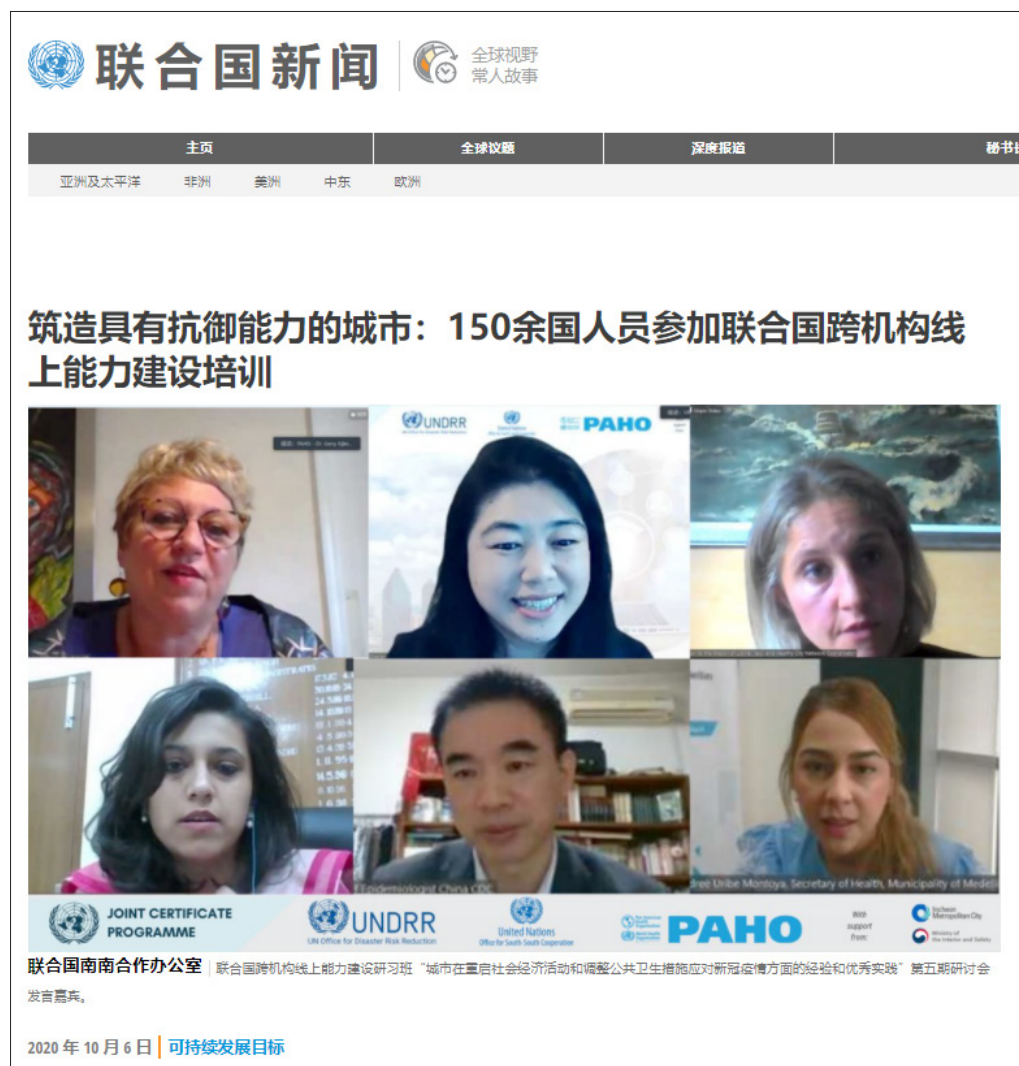 联合国新闻
全球视野
常人故事
主页 全球议题 深度报道 秘书
亚洲及太平洋 非洲 美洲 中东 欧洲
筑造具有抗御能力的城市：150余国人员参加联合国跨机构线
上能力建设培训
UNDRR
PAHO
Epidemiologist China CDC
Uribe Montoya, Secretary of Health, Municipality of Medel
JOINT CERTIFICATE
PROGRAMME
UNDRR
UN Office for Disaster Risk Reduction
United Nations
Office for South-South Cooperation
PAHO
With
support
from:
Incheon
Metropolitan City
Ministry of
the Interior and Safety
联合国南南合作办公室 联合国跨机构线上能力建设研习班“城市在重启社会经济活动和调整公共卫生措施应对新冠疫情方面的经验和优秀实践”第五期研讨会
发言嘉宾。
2020 年 10 月 6 日 可持续发展目标